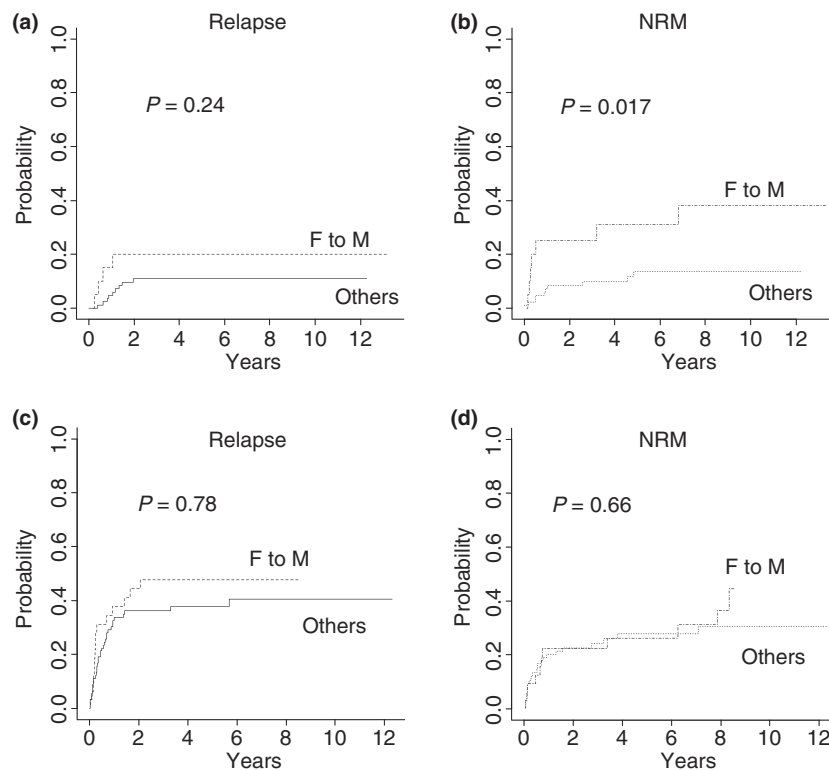 (a)
Relapse
P = 0.24
Probability
0.0 0.2 0.4 0.6 0.8 1.0
F to M
Others
0 2 4 6 8 10 12
Years
(b)
NRM
P = 0.017
Probability
0.0 0.2 0.4 0.6 0.8 1.0
F to M
Others
0 2 4 6 8 10 12
Years
(c)
Relapse
P = 0.78
Probability
0.0 0.2 0.4 0.6 0.8 1.0
F to M
Others
0 2 4 6 8 10 12
Years
(d)
NRM
P = 0.66
Probability
0.0 0.2 0.4 0.6 0.8 1.0
F to M
Others
0 2 4 6 8 10 12
Years